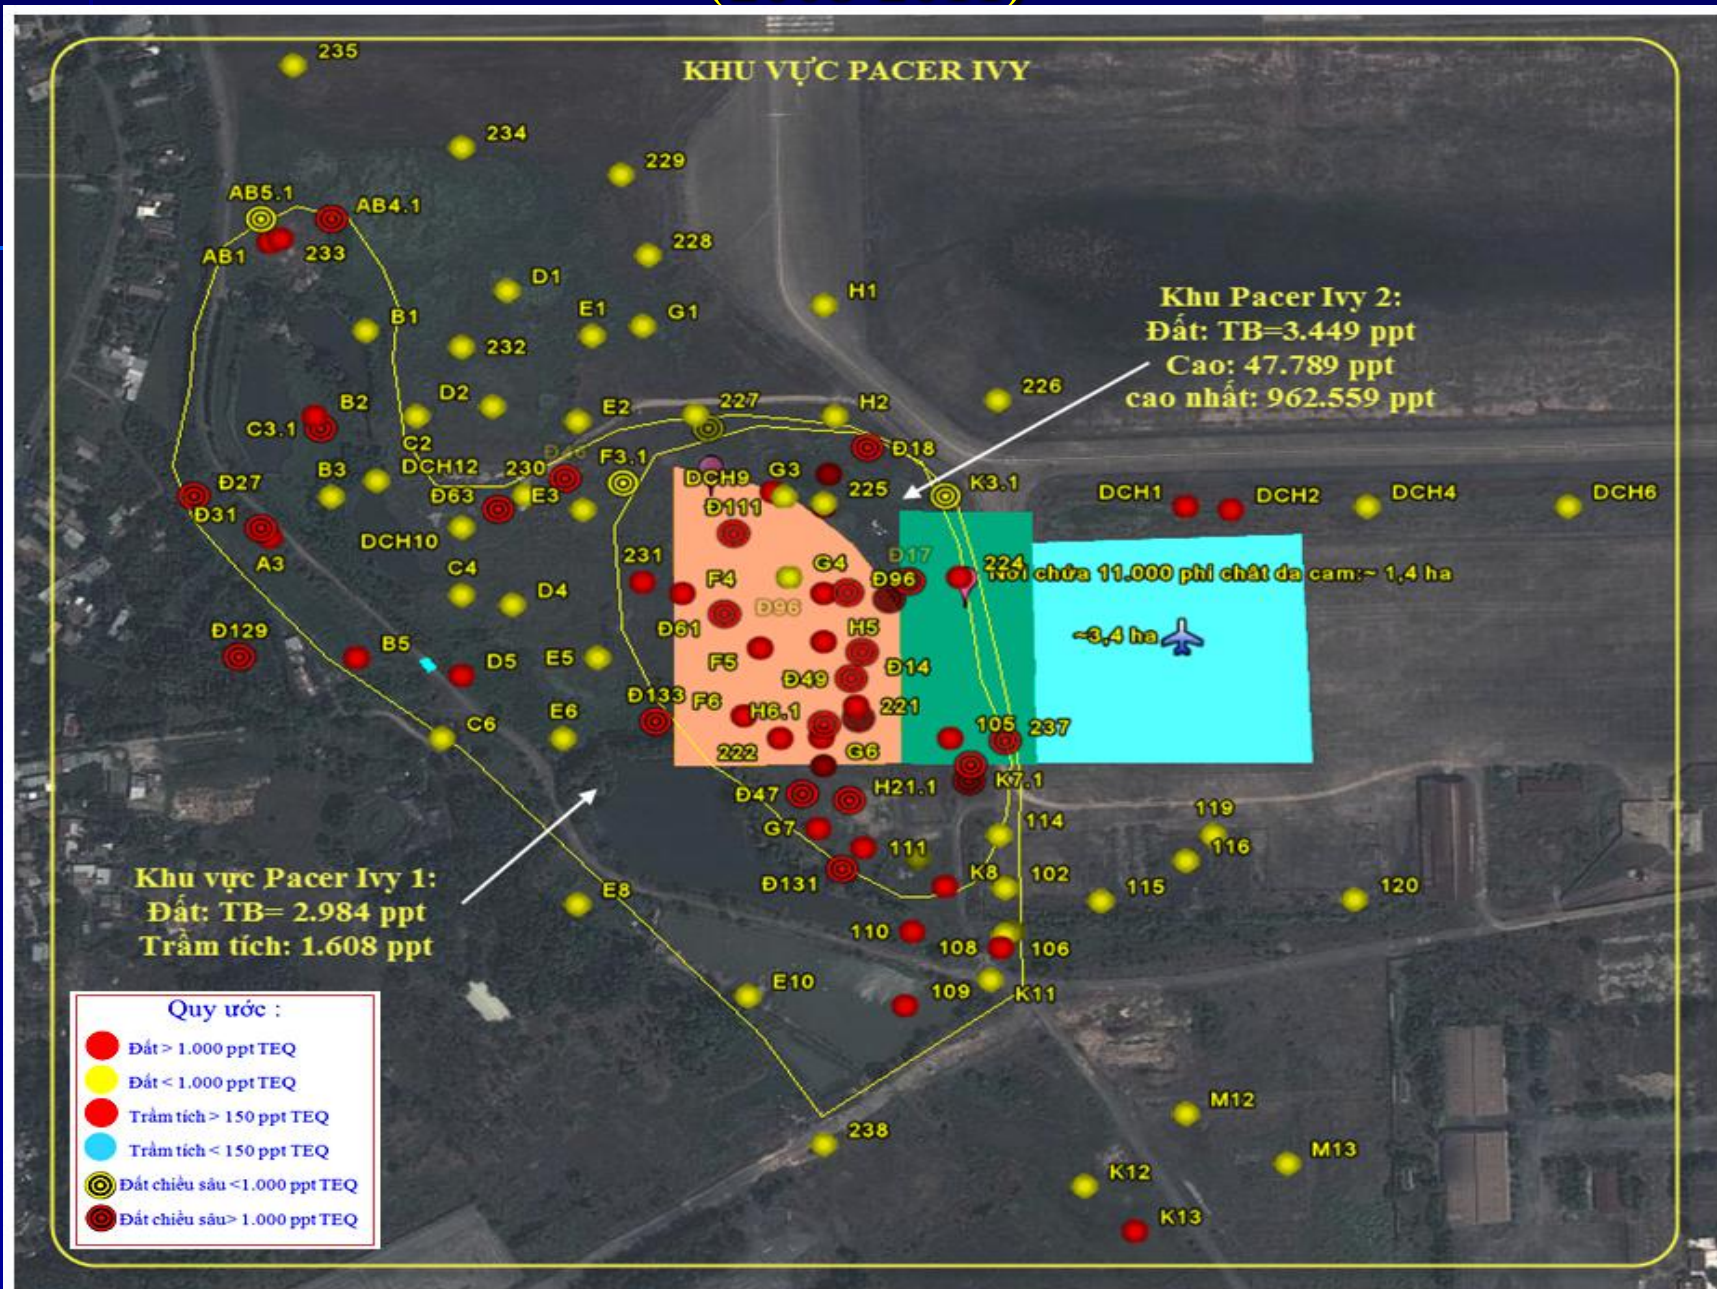 KHU VỰC PACER IVY
235
234
229
AB5.1
AB4.1
228
AB1
233
D1
H1
Khu Pacer Ivy 2:
Đất: TB=3.449 ppt
Cao: 47.789 ppt
cao nhất: 962.559 ppt
B1
E1
G1
232
226
B2
D2
E2
227
H2
C3.1
C2
Đ18
B3
DCH12
230
Đ46
F3.1
DCH9
G3
K3.1
Đ27
Đ63
E3
225
DCH1
DCH2
DCH4
DCH6
Đ31
Đ111
DCH10
A3
231
Đ17
224
Nơi chứa 11.000 phi chất da cam:~ 1,4 ha
C4
F4
G4
Đ96
D4
Đ96
Đ129
Đ61
H5
~3,4 ha
B5
D5
E5
F5
Đ14
Đ49
Đ133
F6
H6.1
221
C6
E6
105
237
222
G6
Đ47
H21.1
K7.1
G7
114
119
111
116
Khu vực Pacer Ivy 1:
Đất: TB= 2.984 ppt
Trầm tích: 1.608 ppt
E8
Đ131
K8
102
115
120
110
108
106
E10
109
K11
Quy ước :
Đất > 1.000 ppt TEQ
Đất < 1.000 ppt TEQ
Trầm tích > 150 ppt TEQ
Trầm tích < 150 ppt TEQ
Đất chiều sâu <1.000 ppt TEQ
Đất chiều sâu> 1.000 ppt TEQ
M12
238
M13
K12
K13